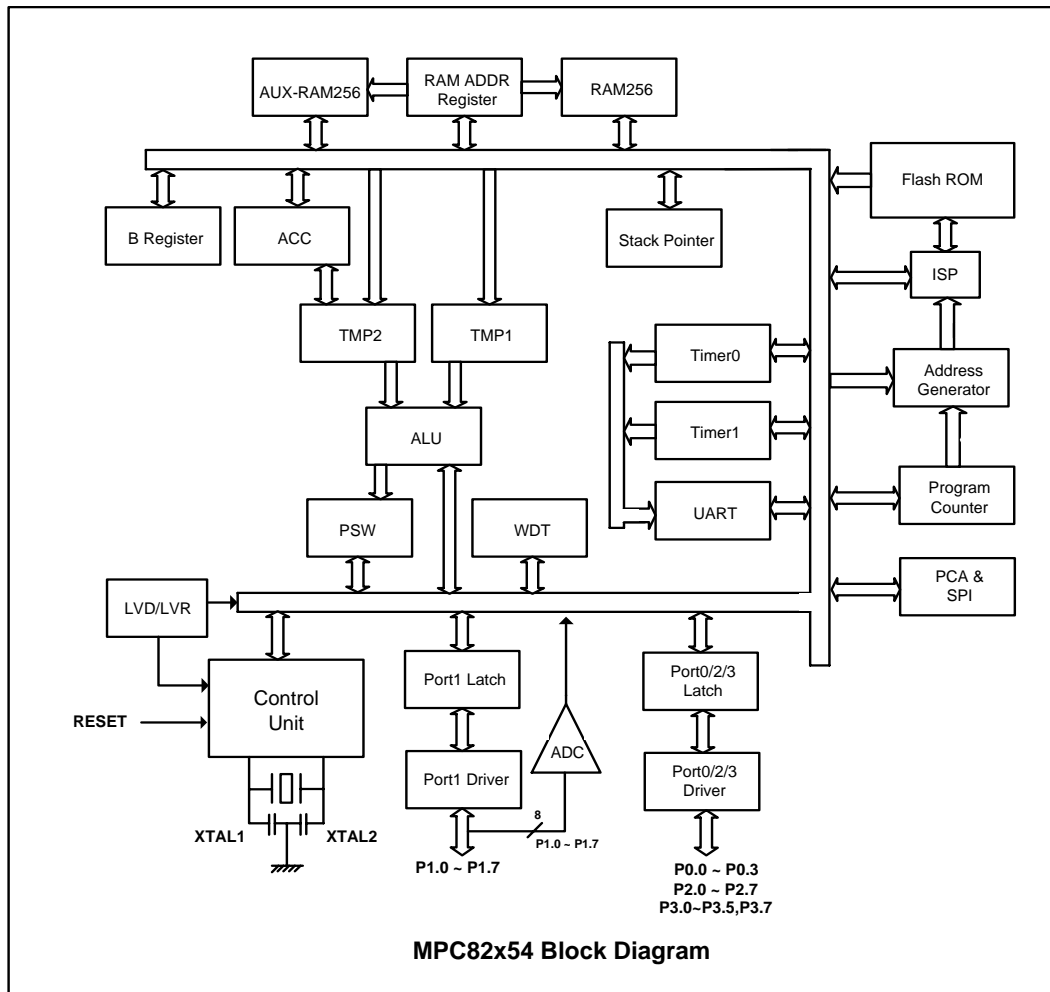 AUX-RAM256
RAM ADDR
Register
RAM256
Flash ROM
B Register
ACC
Stack Pointer
ISP
TMP2
TMP1
Timer0
Address
Generator
ALU
Timer1
Program
Counter
PSW
WDT
UART
PCA &
SPI
LVD/LVR
Control
Unit
RESET
Port1 Latch
Port0/2/3
Latch
ADC
Port1 Driver
Port0/2/3
Driver
XTAL1
XTAL2
8
P1.0 ~ P1.7
P1.0 ~ P1.7
P0.0 ~ P0.3
P2.0 ~ P2.7
P3.0~P3.5,P3.7
MPC82x54 Block Diagram